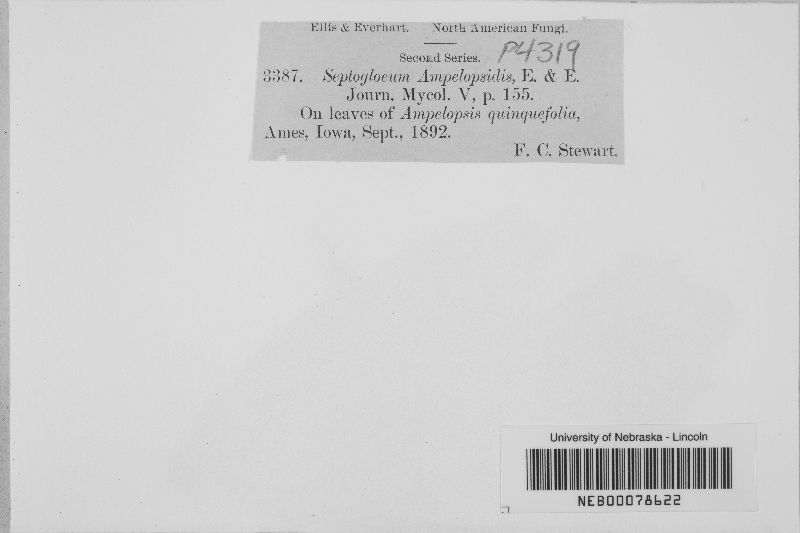 Ellis & Everhart. North American Fungi.
Second Series. P4319
3387. Septogloeum Ampelopsidis, E. & E.
Journ. Mycol. V, p. 155.
On leaves of Ampelopsis quinquefolia,
Ames, Iowa, Sept., 1892.
F. C. Stewart.
University of Nebraska - Lincoln
NEB00078622